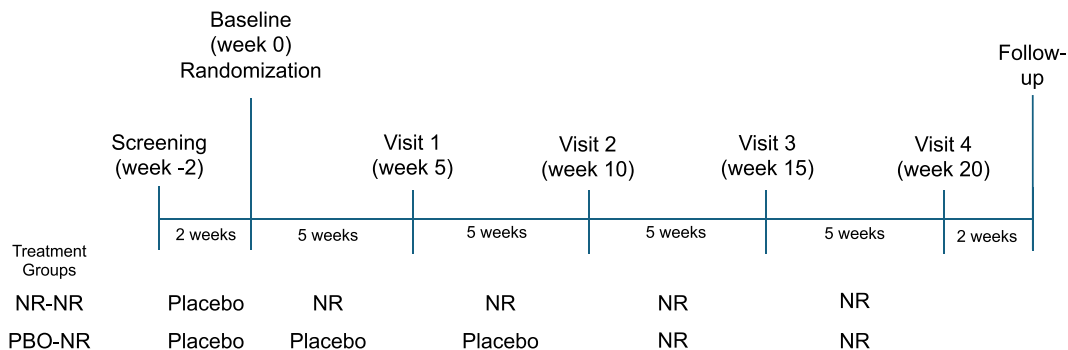 Baseline
(week 0)
Randomization
Follow-
up
Screening
(week -2)
Visit 1
(week 5)
Visit 2
(week 10)
Visit 3
(week 15)
Visit 4
(week 20)
2 weeks
5 weeks
5 weeks
5 weeks
5 weeks
2 weeks
Treatment
Groups
NR-NR Placebo NR NR NR NR
PBO-NR Placebo Placebo Placebo NR NR